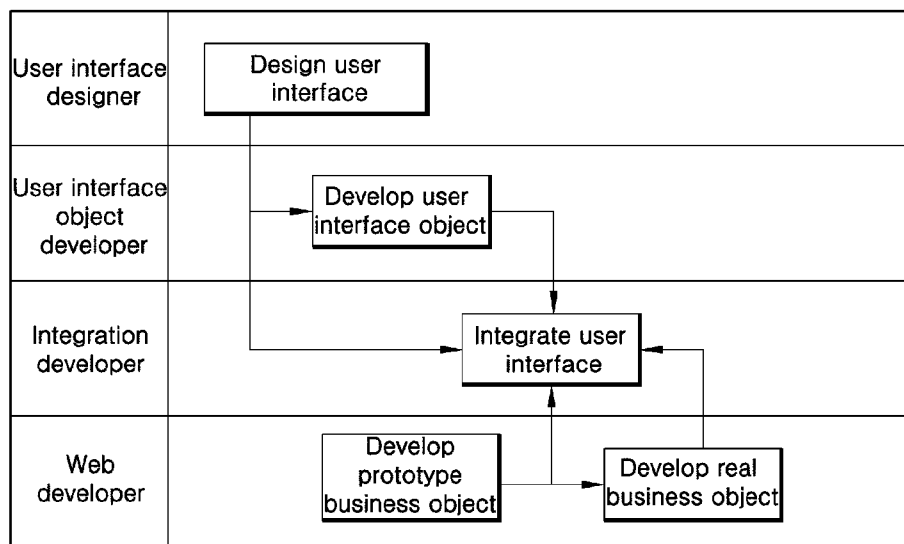 User interface
designer
Design user
interface
User interface
object
developer
Develop user
interface object
Integration
developer
Integrate user
interface
Web
developer
Develop
prototype
business object
Develop real
business object